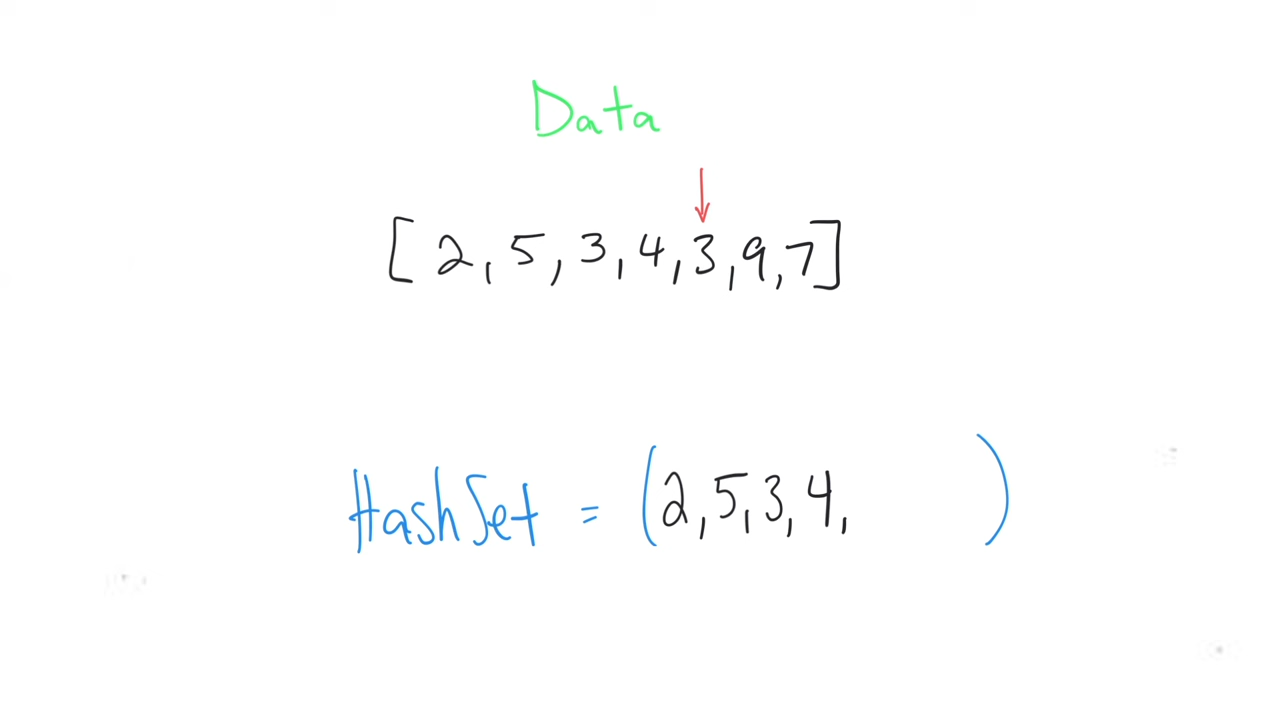 Data
[2, 5, 3, 4, 3, 9, 7]
HashSet = (2, 5, 3, 4, )